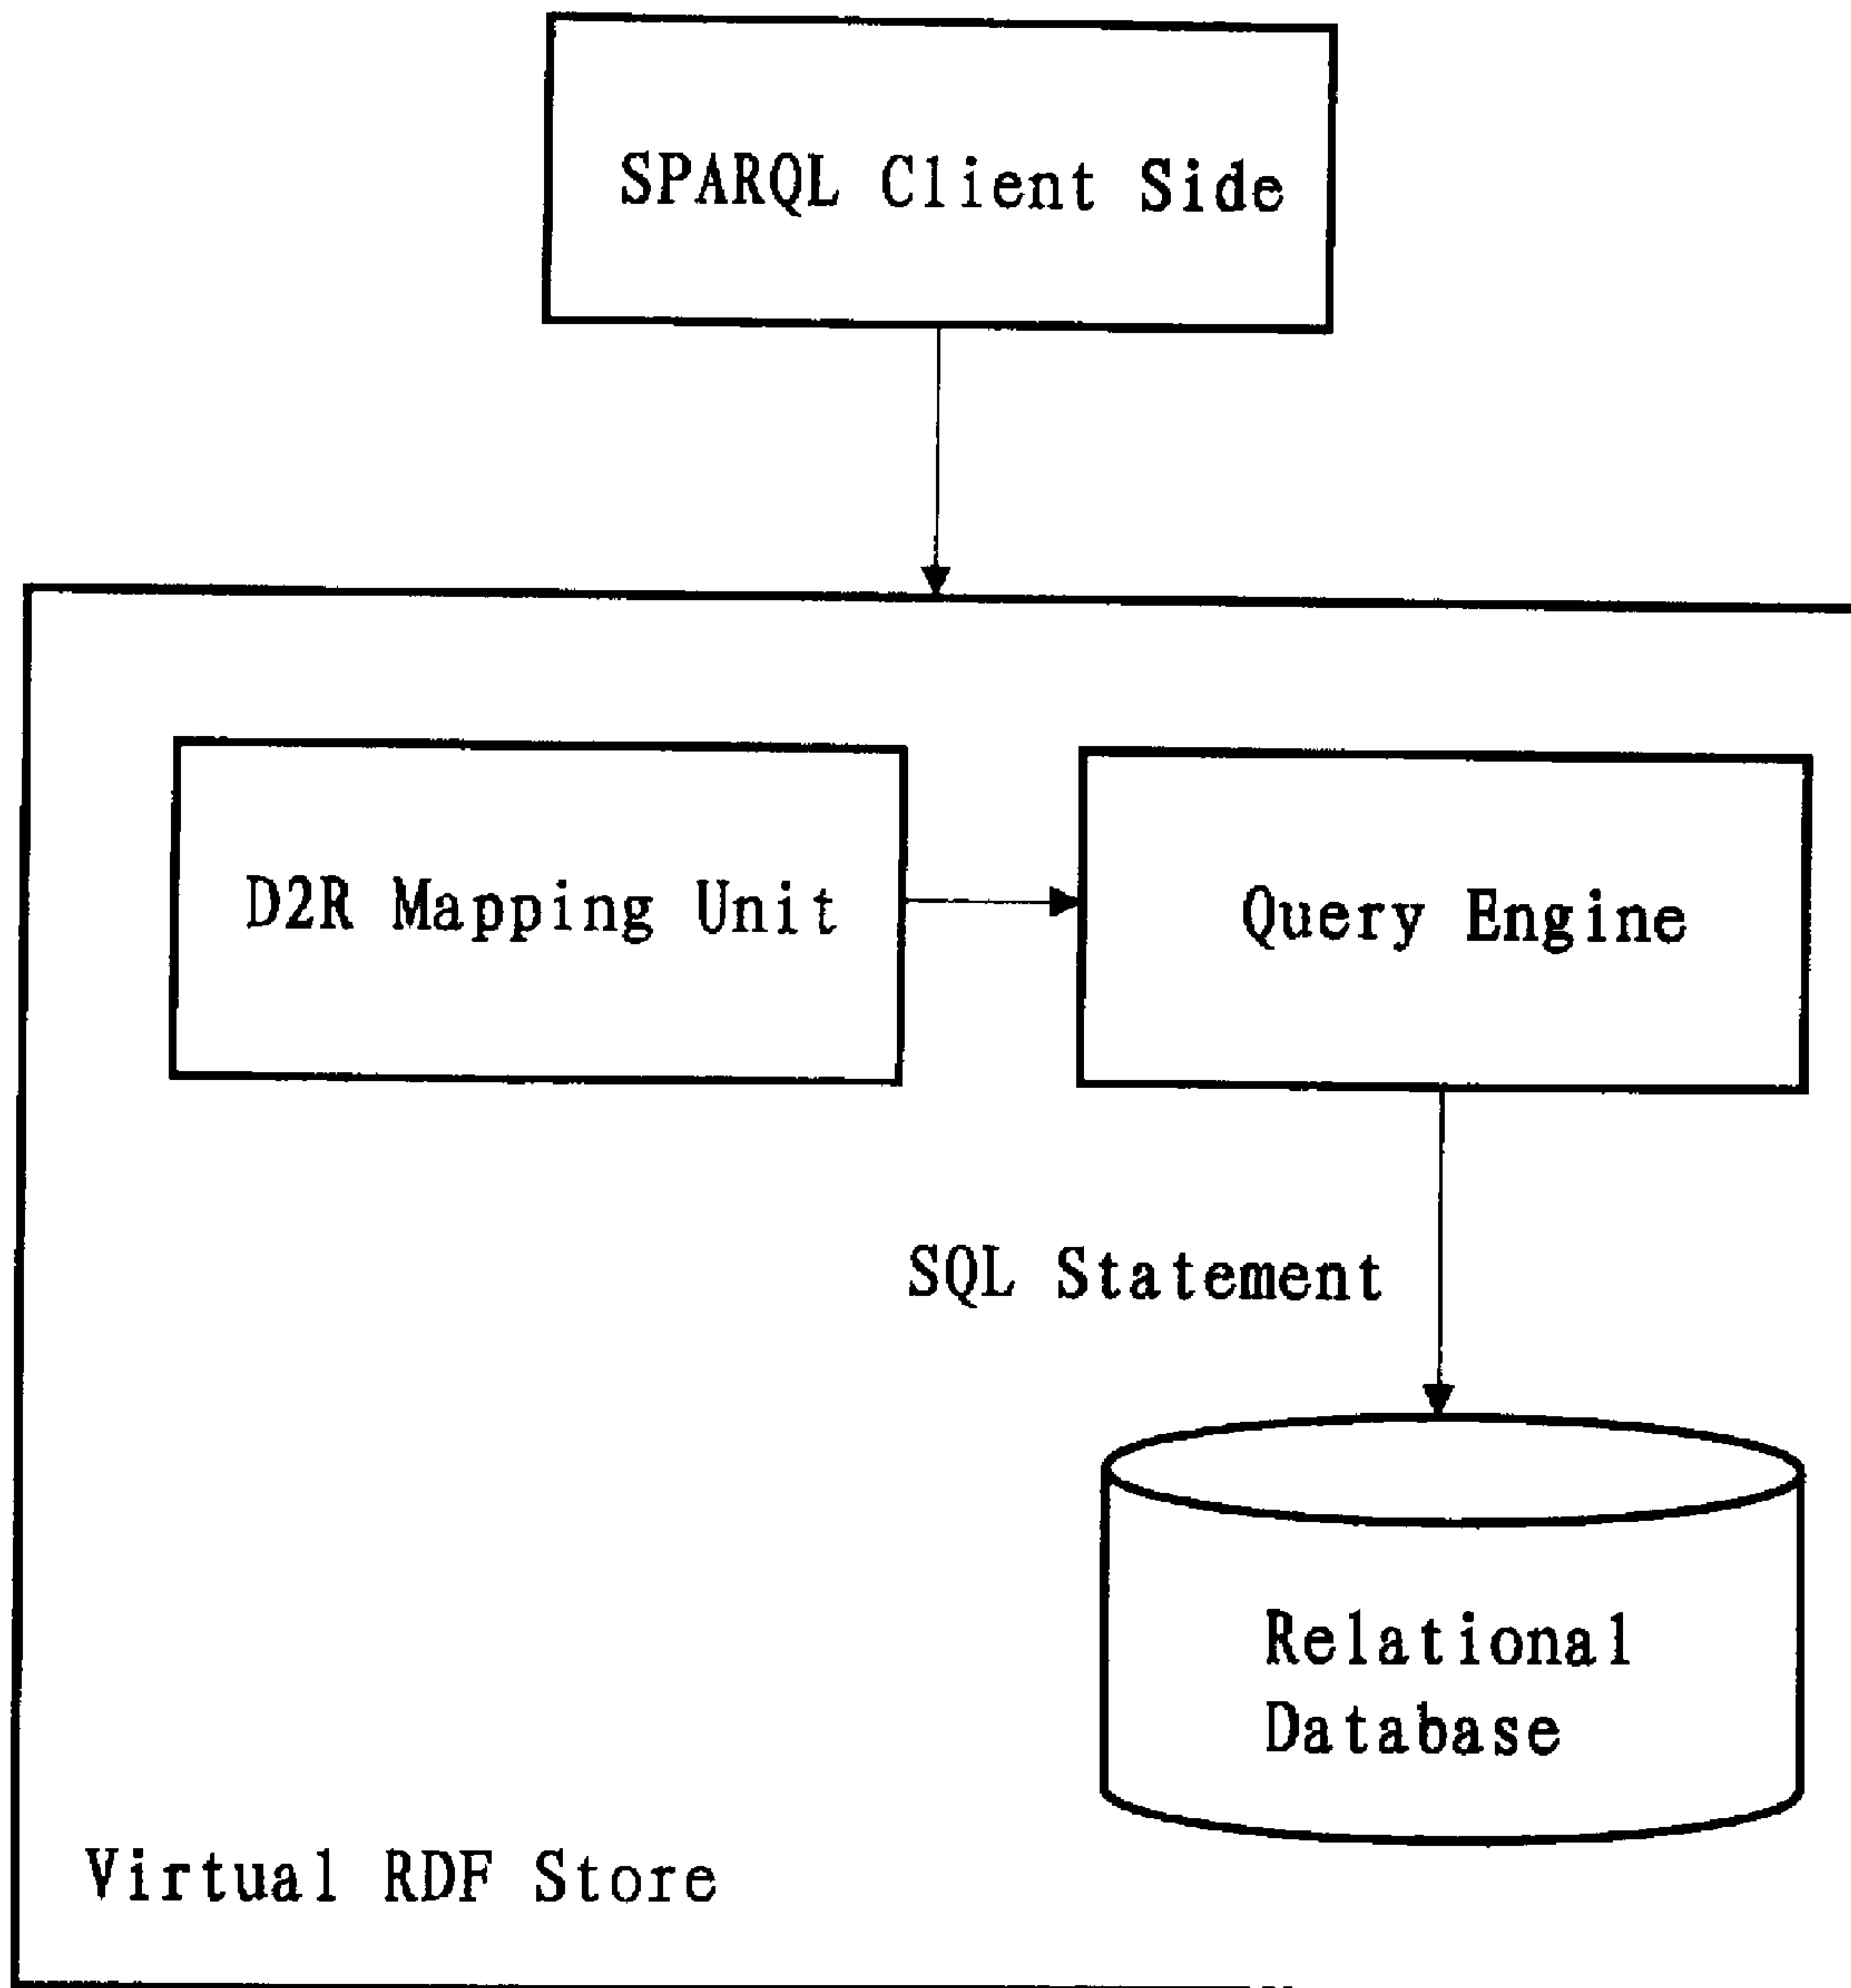 SPARQL Client Side
D2R Mapping Unit
Query Engine
SQL Statement
Relational
Database
Virtual RDF Store